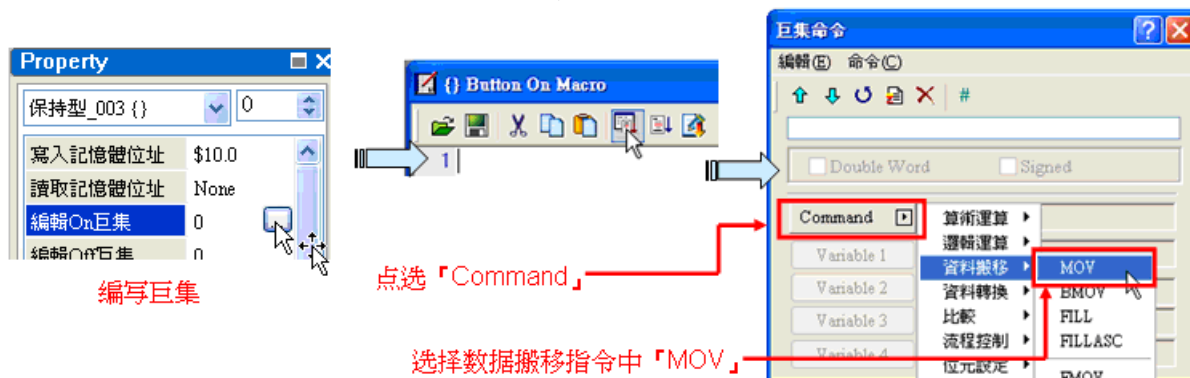 Property
保持型_003 {}
0
寫入記憶體位址 $10.0
讀取記憶體位址 None
編輯On巨集 0
編輯Off巨集 0
编写巨集
{} Button On Macro
1
点选『Command』
选择数据搬移指令中『MOV』
巨集命令
編輯(E) 命令(C)
#
Double Word Signed
Command
Variable 1
Variable 2
Variable 3
Variable 4
算術運算
邏輯運算
資料搬移
資料轉換
比較
流程控制
位元設定
MOV
BMOV
FILL
FILLASC
FMOV